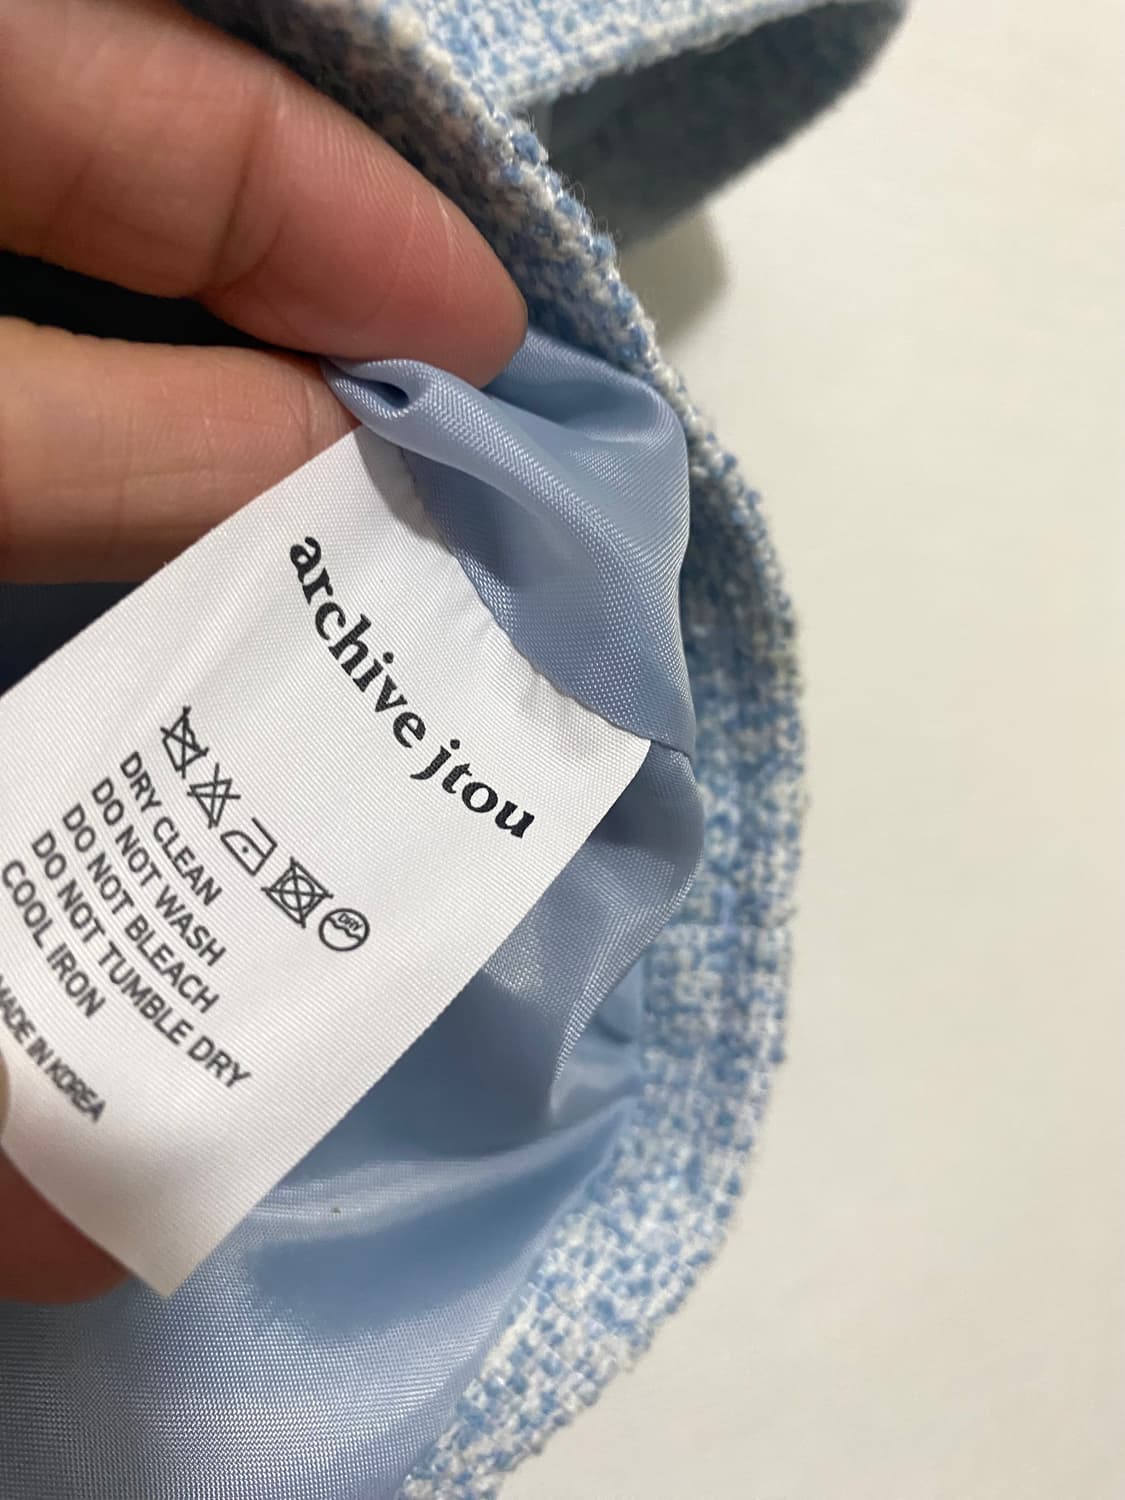 archive jtou
DRY
DRY CLEAN
DO NOT WASH
DO NOT BLEACH
DO NOT TUMBLE DRY
COOL IRON
MADE IN KOREA